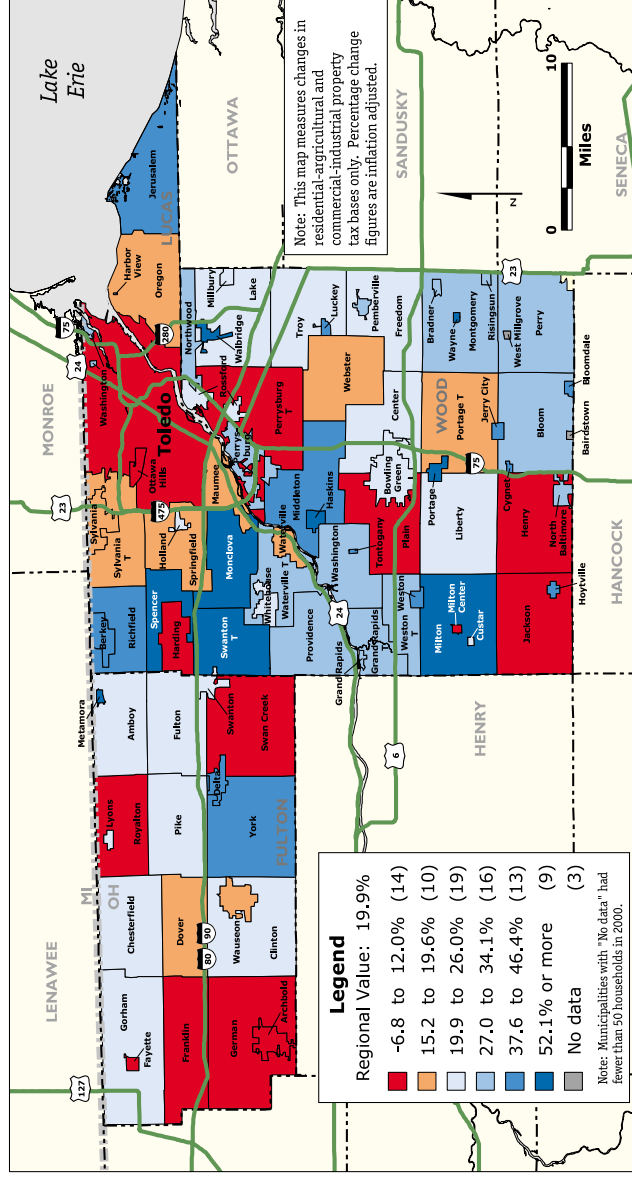 Lake
Erie
Note: This map measures changes in
residential-argricultural and
commercial-industrial property
tax bases only. Percentage change
figures are inflation adjusted.
LENAWEE
MONROE
MI
OH
LUCAS
OTTAWA
SANDUSKY
SENECA
HANCOCK
HENRY
WOOD
FULTON
N
0
10
Miles
127
23
24
75
280
475
80
90
24
6
75
23
Gorham
Fayette
Chesterfield
Lyons
Royalton
Amboy
Metamora
Franklin
Dover
Pike
Fulton
German
Archbold
Wauseon
Clinton
York
Delta
Swan Creek
Swanton
Berkey
Richfield
Spencer
Harding
Swanton
T
Sylvania
Sylvania
T
Holland
Springfield
Monclova
Whitehouse
Waterville T
Waterville
Providence
Ottawa
Hills
Toledo
Maumee
Washington
Harbor
View
Oregon
Jerusalem
Northwood
Rossford
Walbridge
Millbury
Lake
Perrys-
burg
Perrysburg
T
Middleton
Haskins
Troy
Luckey
Webster
Pemberville
Freedom
Center
Bowling
Green
Plain
Tontogany
Washington
Grand Rapids
Grand Rapids
Weston
Weston
T
Milton
Milton
Center
Custar
Liberty
Portage
Portage T
Jerry City
Bradner
Wayne
Montgomery
Risingsun
West Millgrove
Perry
Bloom
Bloomdale
Bairdstown
Cygnet
Henry
North
Baltimore
Jackson
Hoytville
Legend
Regional Value: 19.9%
-6.8 to 12.0% (14)
15.2 to 19.6% (10)
19.9 to 26.0% (19)
27.0 to 34.1% (16)
37.6 to 46.4% (13)
52.1% or more (9)
No data (3)
Note: Municipalities with "No data" had
fewer than 50 households in 2000.